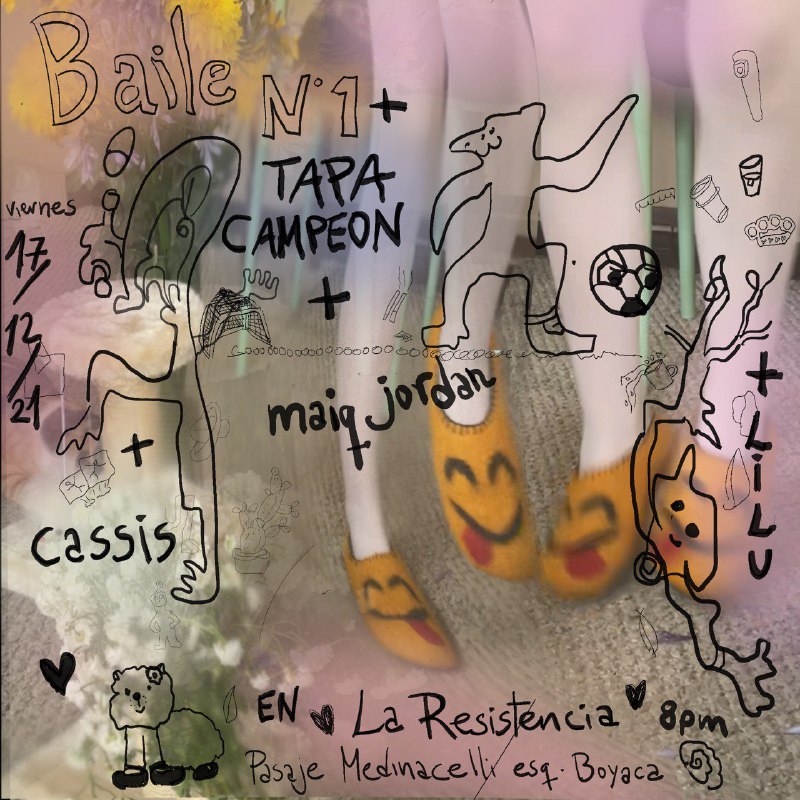 Baile
N°1 +
TAPA
CAMPEON
viernes
17/
12/
21
+
maiq jordan
+
cassis
+ LiLU
EN La Resistencia 8pm
Pasaje Medinacelli esq. Boyaca